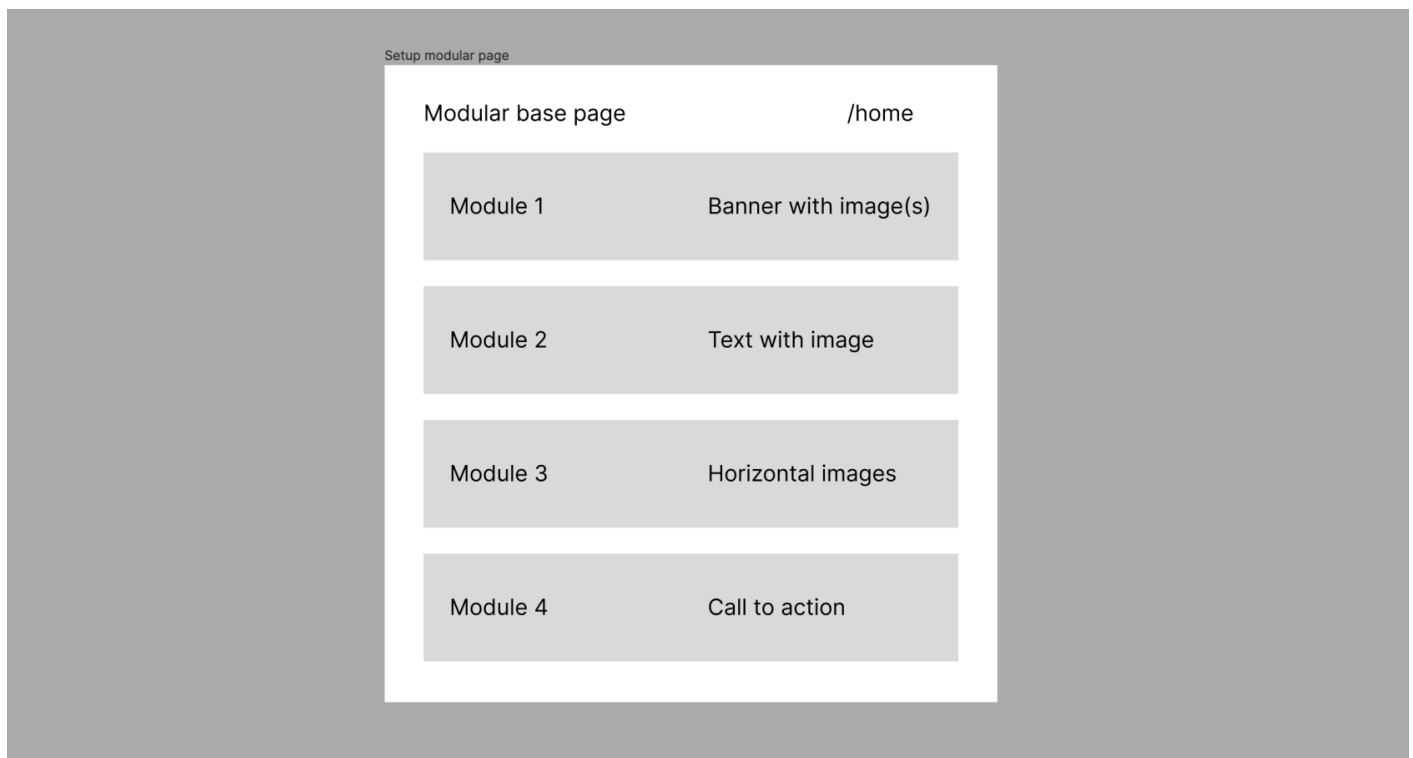 Setup modular page
Modular base page /home
Module 1 Banner with image(s)
Module 2 Text with image
Module 3 Horizontal images
Module 4 Call to action